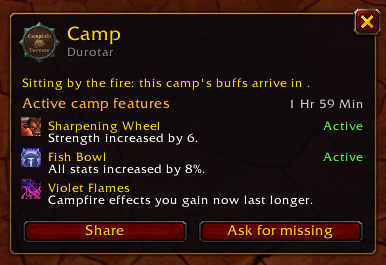 Camp
Durotar
Sitting by the fire: this camp's buffs arrive in .
Active camp features 1 Hr 59 Min
Sharpening Wheel Active
Strength increased by 6.
Fish Bowl Active
All stats increased by 8%.
Violet Flames
Campfire effects you gain now last longer.
Share Ask for missing